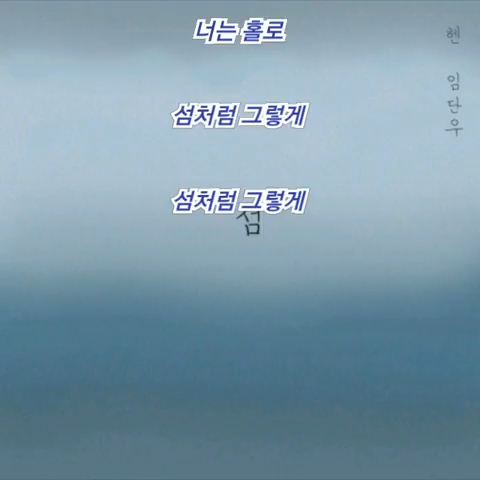 너는 홀로
섬처럼 그렇게
섬처럼 그렇게
섬
헨 임단우